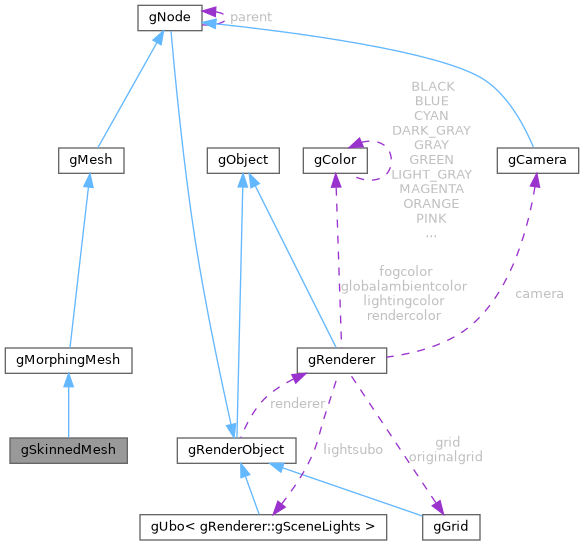 gNode
parent
BLACK
BLUE
CYAN
DARK_GRAY
GRAY
GREEN
LIGHT_GRAY
MAGENTA
ORANGE
PINK
...
gMesh
gObject
gColor
gCamera
fogcolor
globalambientcolor
lightingcolor
rendercolor
camera
gMorphingMesh
gRenderer
renderer
gSkinnedMesh
gRenderObject
lightsubo
grid
originalgrid
gUbo< gRenderer::gSceneLights >
gGrid